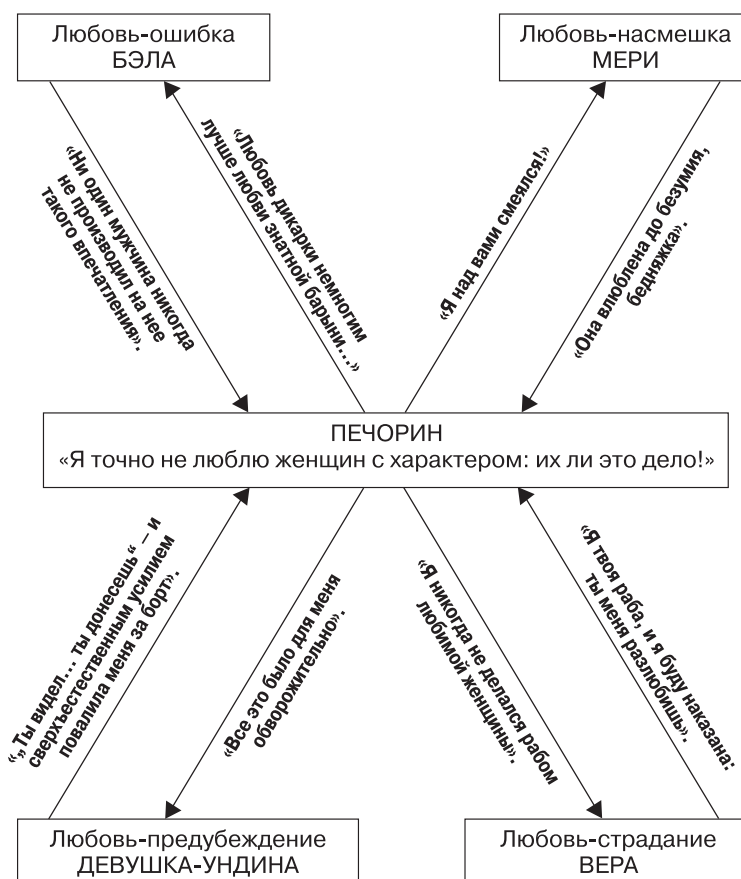 Любовь-ошибка
БЭЛА
Любовь-насмешка
МЕРИ
«Ни один мужчина никогда
не производил на нее
такого впечатления».
«Любовь дикарки немногим
лучше любви знатной барыни...»
«Я над вами смеялся!»
«Она влюблена до безумия,
бедняжка».
ПЕЧОРИН
«Я точно не люблю женщин с характером: их ли это дело!»
«„Ты видел... ты донесешь“ – и
сверхъестественным усилием
повалила меня за борт».
«Все это было для меня
обворожительно».
«Я никогда не делался рабом
любимой женщины».
«Я твоя раба, и я буду наказана:
ты меня разлюбишь».
Любовь-предубеждение
ДЕВУШКА-УНДИНА
Любовь-страдание
ВЕРА